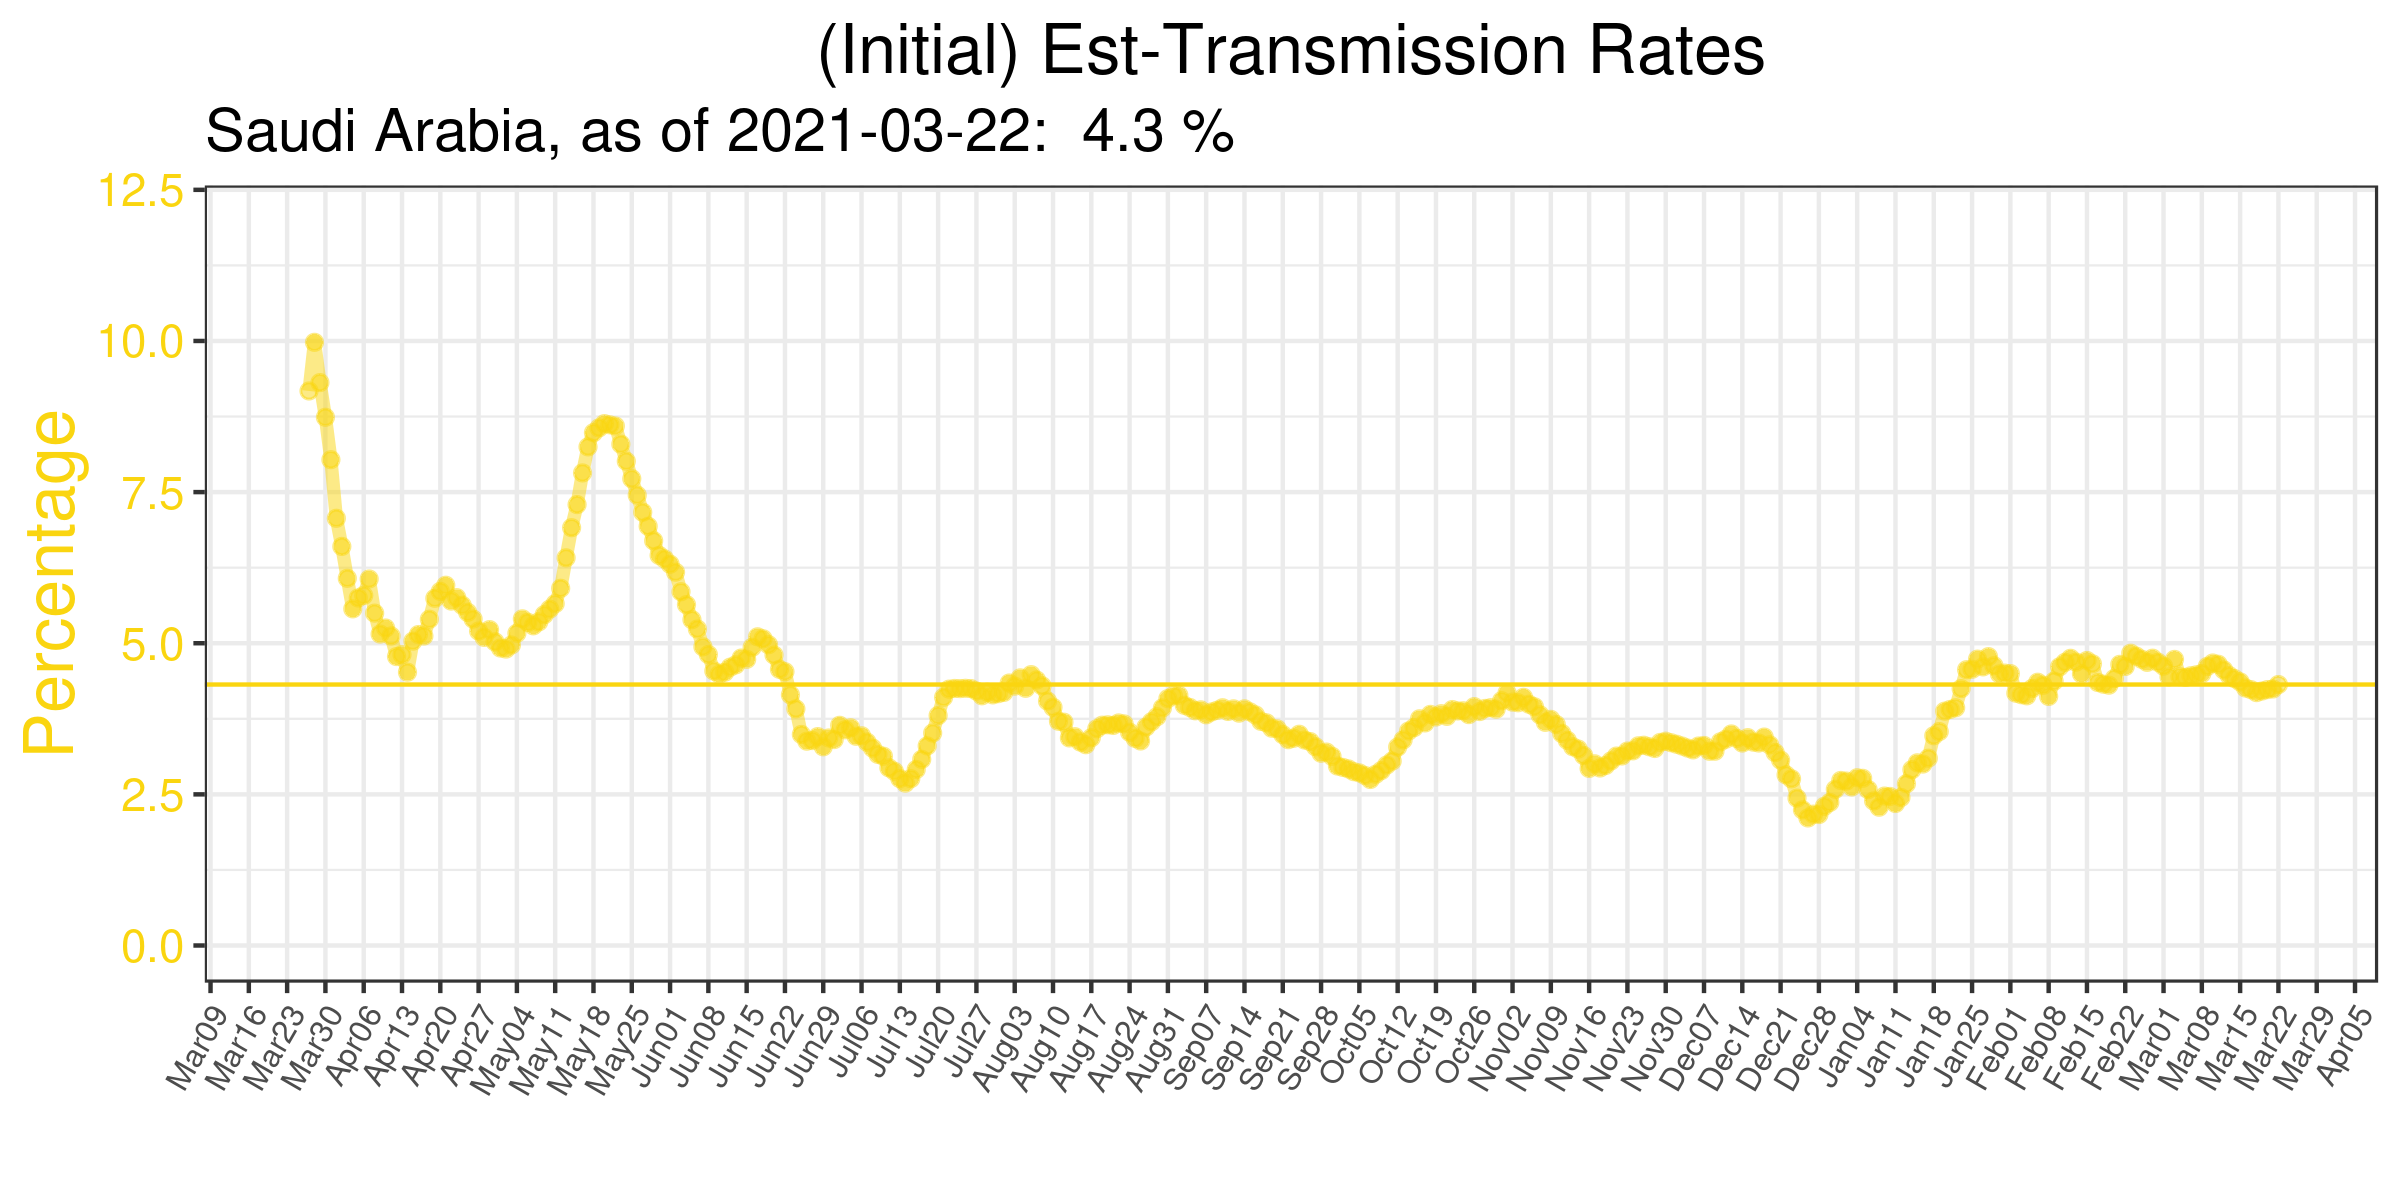 (Initial) Est-Transmission Rates
Saudi Arabia, as of 2021-03-22:  4.3 %
Percentage
12.5
10.0
7.5
5.0
2.5
0.0
Mar09
Mar16
Mar23
Mar30
Apr06
Apr13
Apr20
Apr27
May04
May11
May18
May25
Jun01
Jun08
Jun15
Jun22
Jun29
Jul06
Jul13
Jul20
Jul27
Aug03
Aug10
Aug17
Aug24
Aug31
Sep07
Sep14
Sep21
Sep28
Oct05
Oct12
Oct19
Oct26
Nov02
Nov09
Nov16
Nov23
Nov30
Dec07
Dec14
Dec21
Dec28
Jan04
Jan11
Jan18
Jan25
Feb01
Feb08
Feb15
Feb22
Mar01
Mar08
Mar15
Mar22
Mar29
Apr05